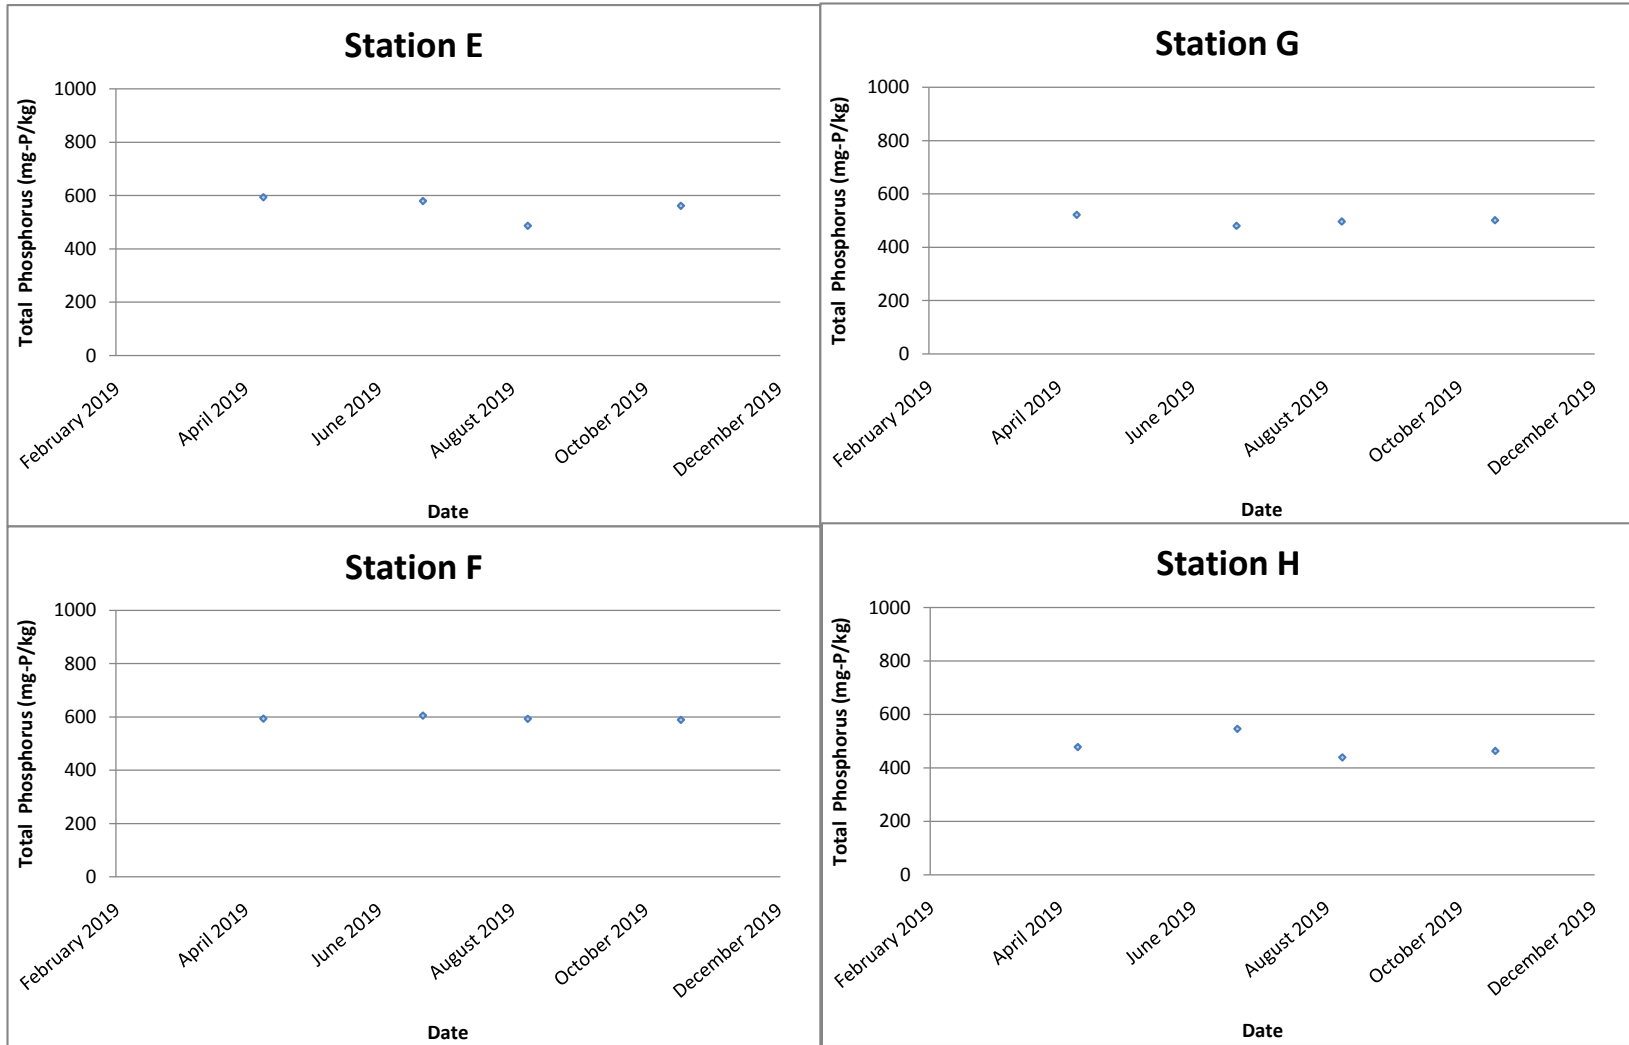 Station E
Total Phosphorus (mg-P/kg)
1000
800
600
400
200
0
February 2019
April 2019
June 2019
August 2019
October 2019
December 2019
Date
Station G
Total Phosphorus (mg-P/kg)
1000
800
600
400
200
0
February 2019
April 2019
June 2019
August 2019
October 2019
December 2019
Date
Station F
Total Phosphorus (mg-P/kg)
1000
800
600
400
200
0
February 2019
April 2019
June 2019
August 2019
October 2019
December 2019
Date
Station H
Total Phosphorus (mg-P/kg)
1000
800
600
400
200
0
February 2019
April 2019
June 2019
August 2019
October 2019
December 2019
Date